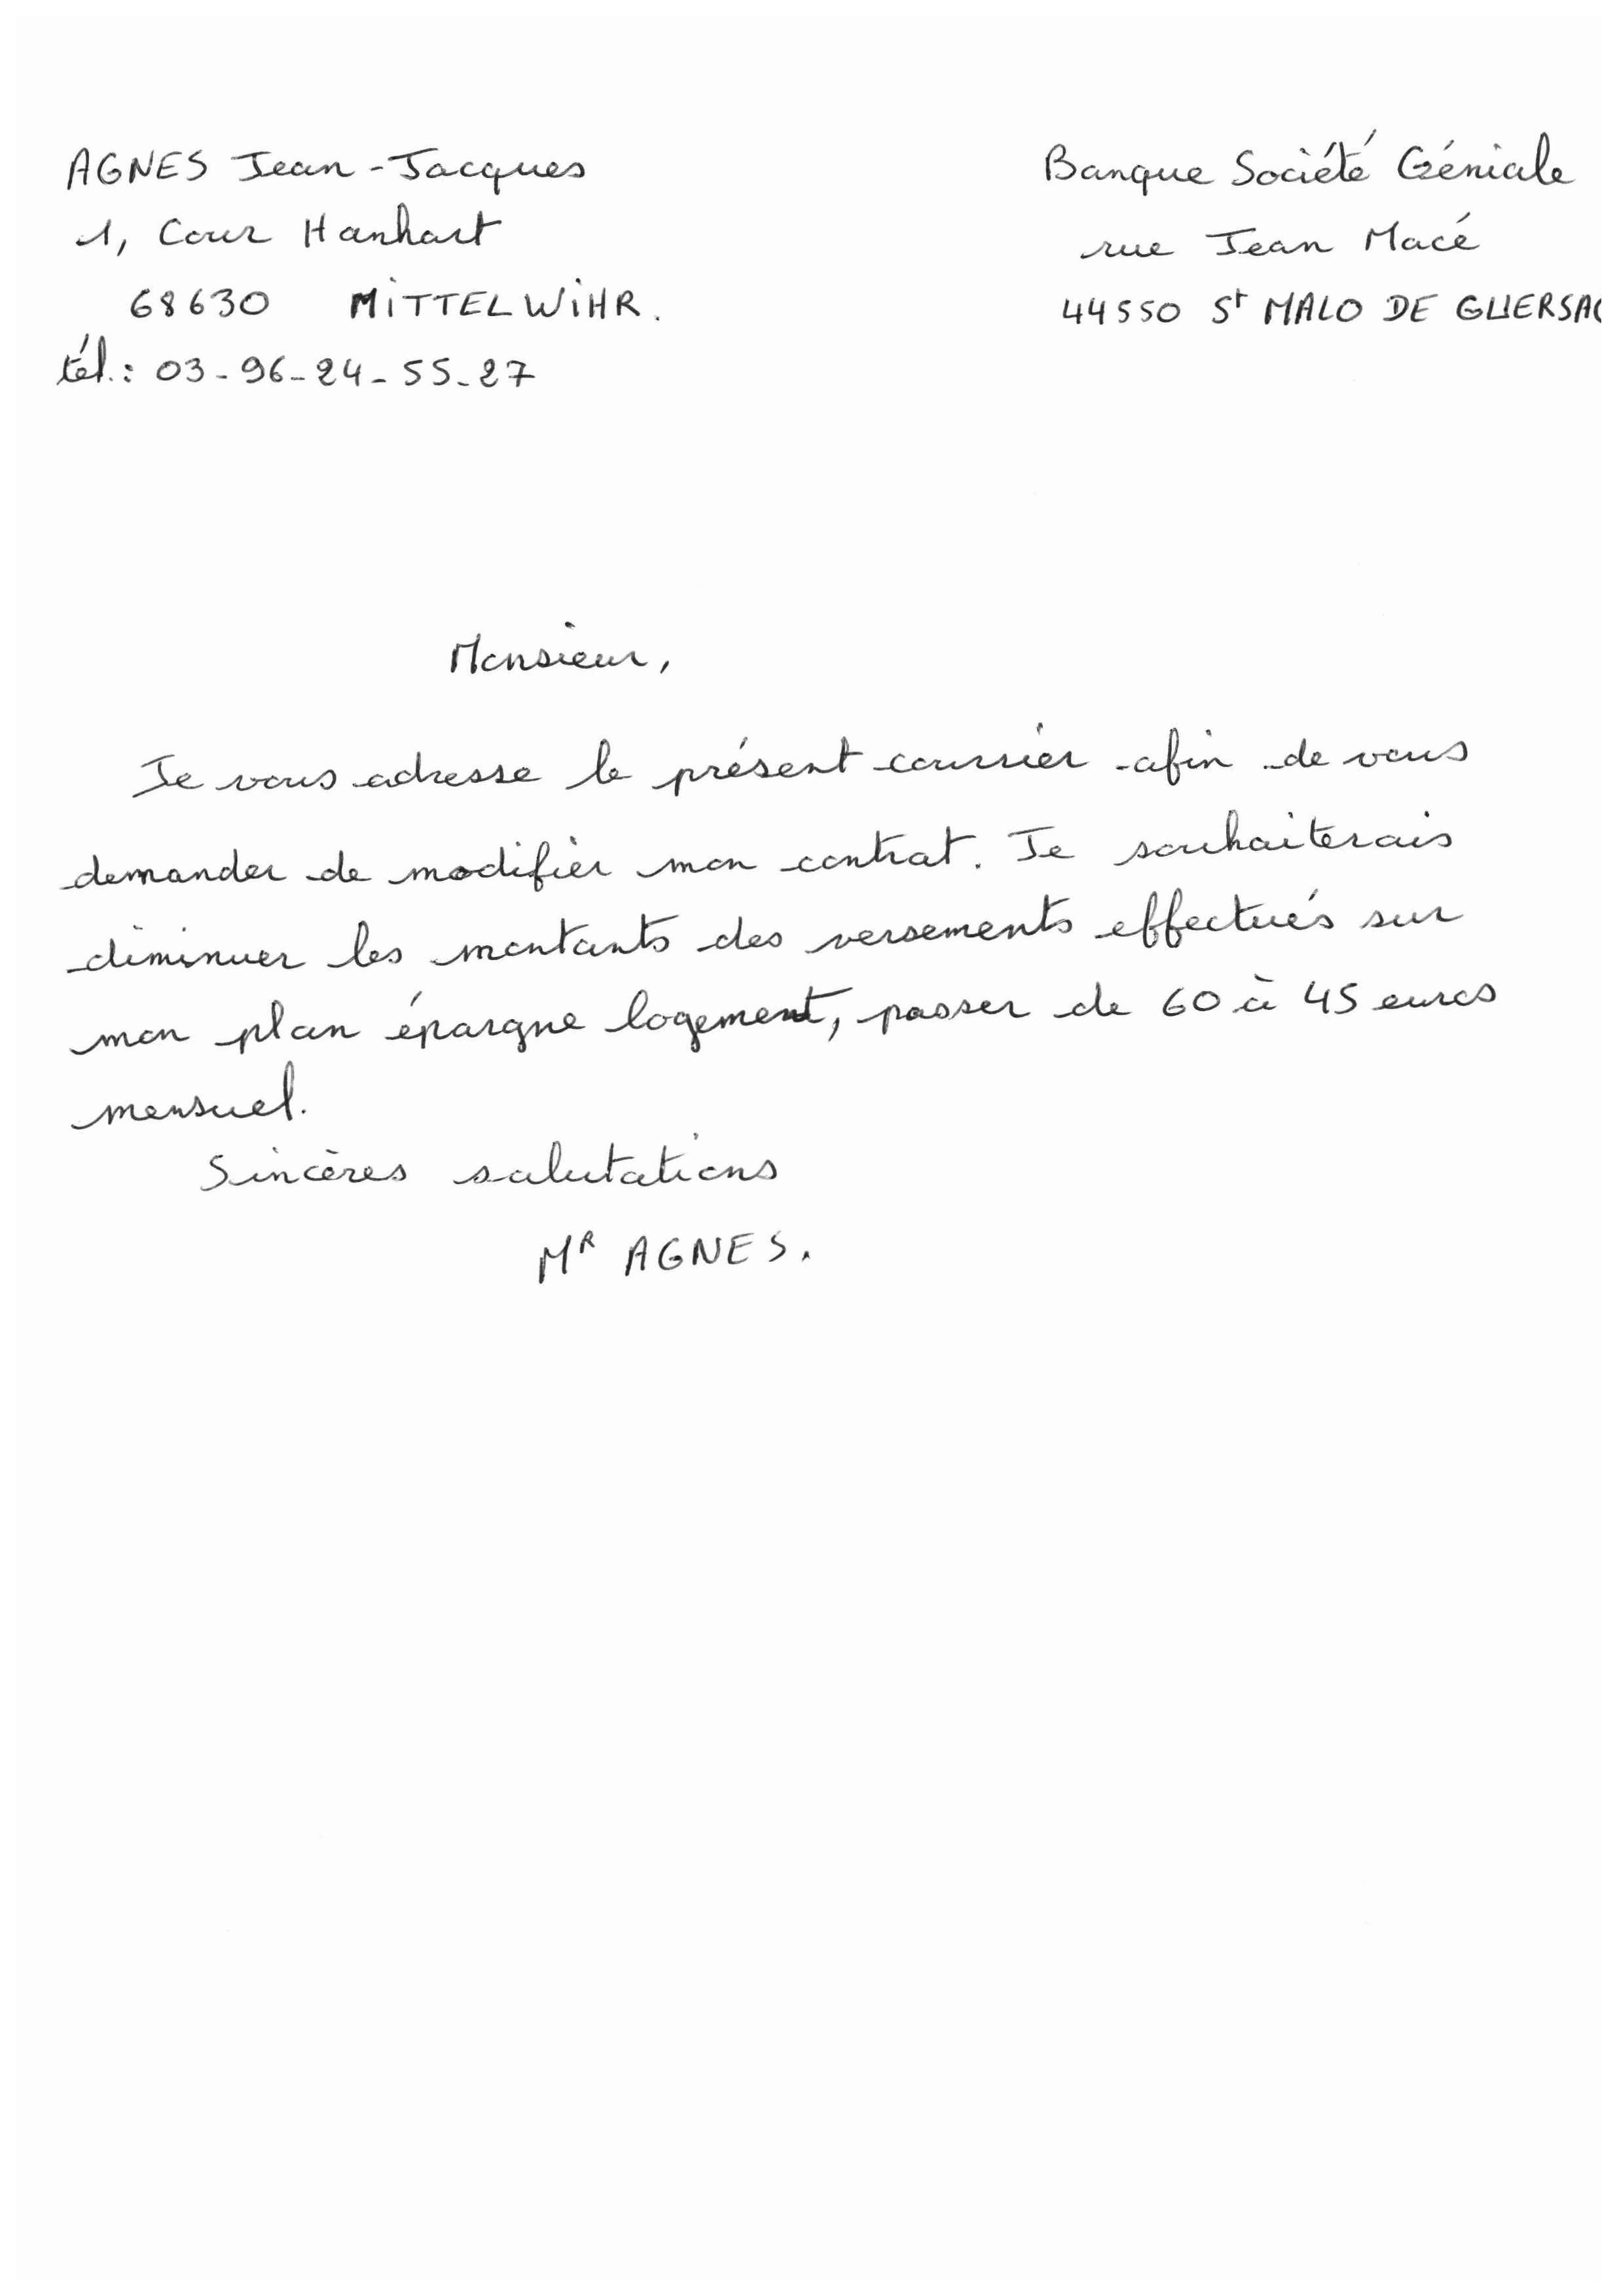 AGNES Jean-Jacques
1, Cour Hanhart
68630 MiTTELWiHR.
tél.: 03-96-24-55-27
Banque Société Géniale
rue Jean Macé
44550 St MALO DE GUERSAC
Monsieur,
Je vous adresse le présent courrier afin de vous
demander de modifier mon contrat. Je souhaiterais
diminuer les montants des versements effectués sur
mon plan épargne logement, passer de 60 à 45 euros
mensuel.
Sincères salutations
MR AGNES.